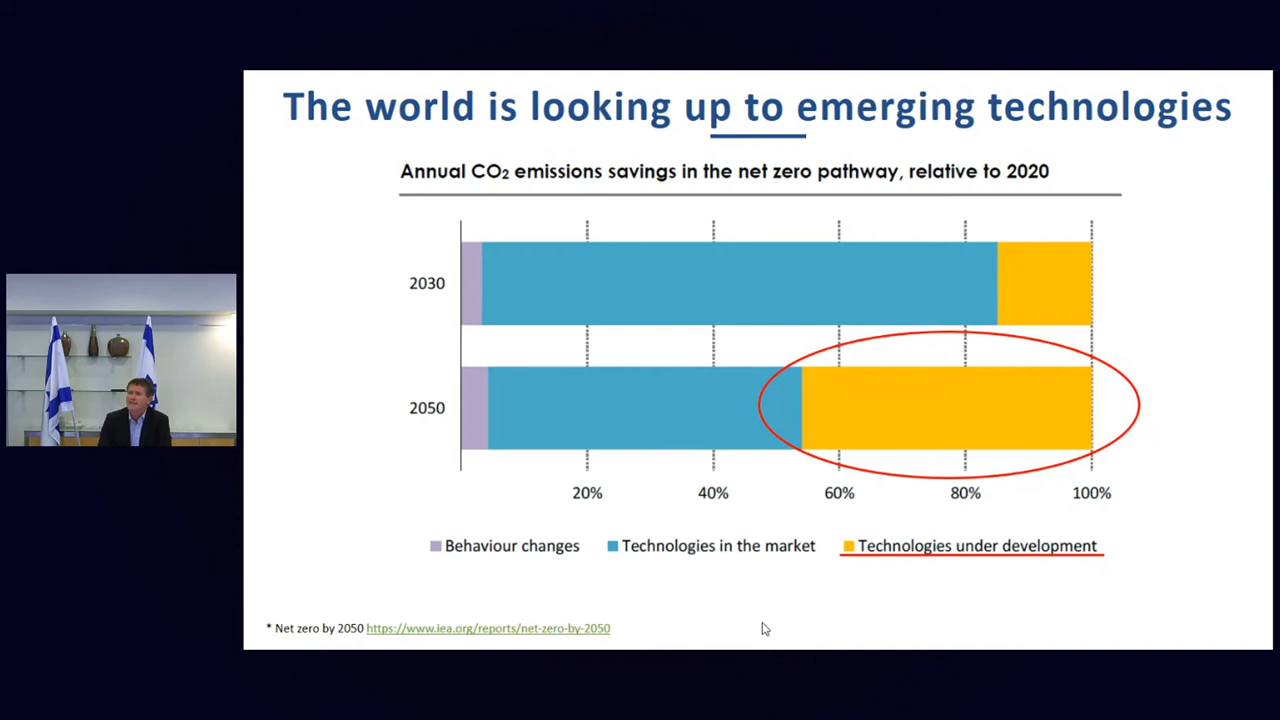 The world is looking up to emerging technologies
Annual CO₂ emissions savings in the net zero pathway, relative to 2020
2030
2050
20% 40% 60% 80% 100%
Behaviour changes Technologies in the market Technologies under development
* Net zero by 2050 https://www.iea.org/reports/net-zero-by-2050